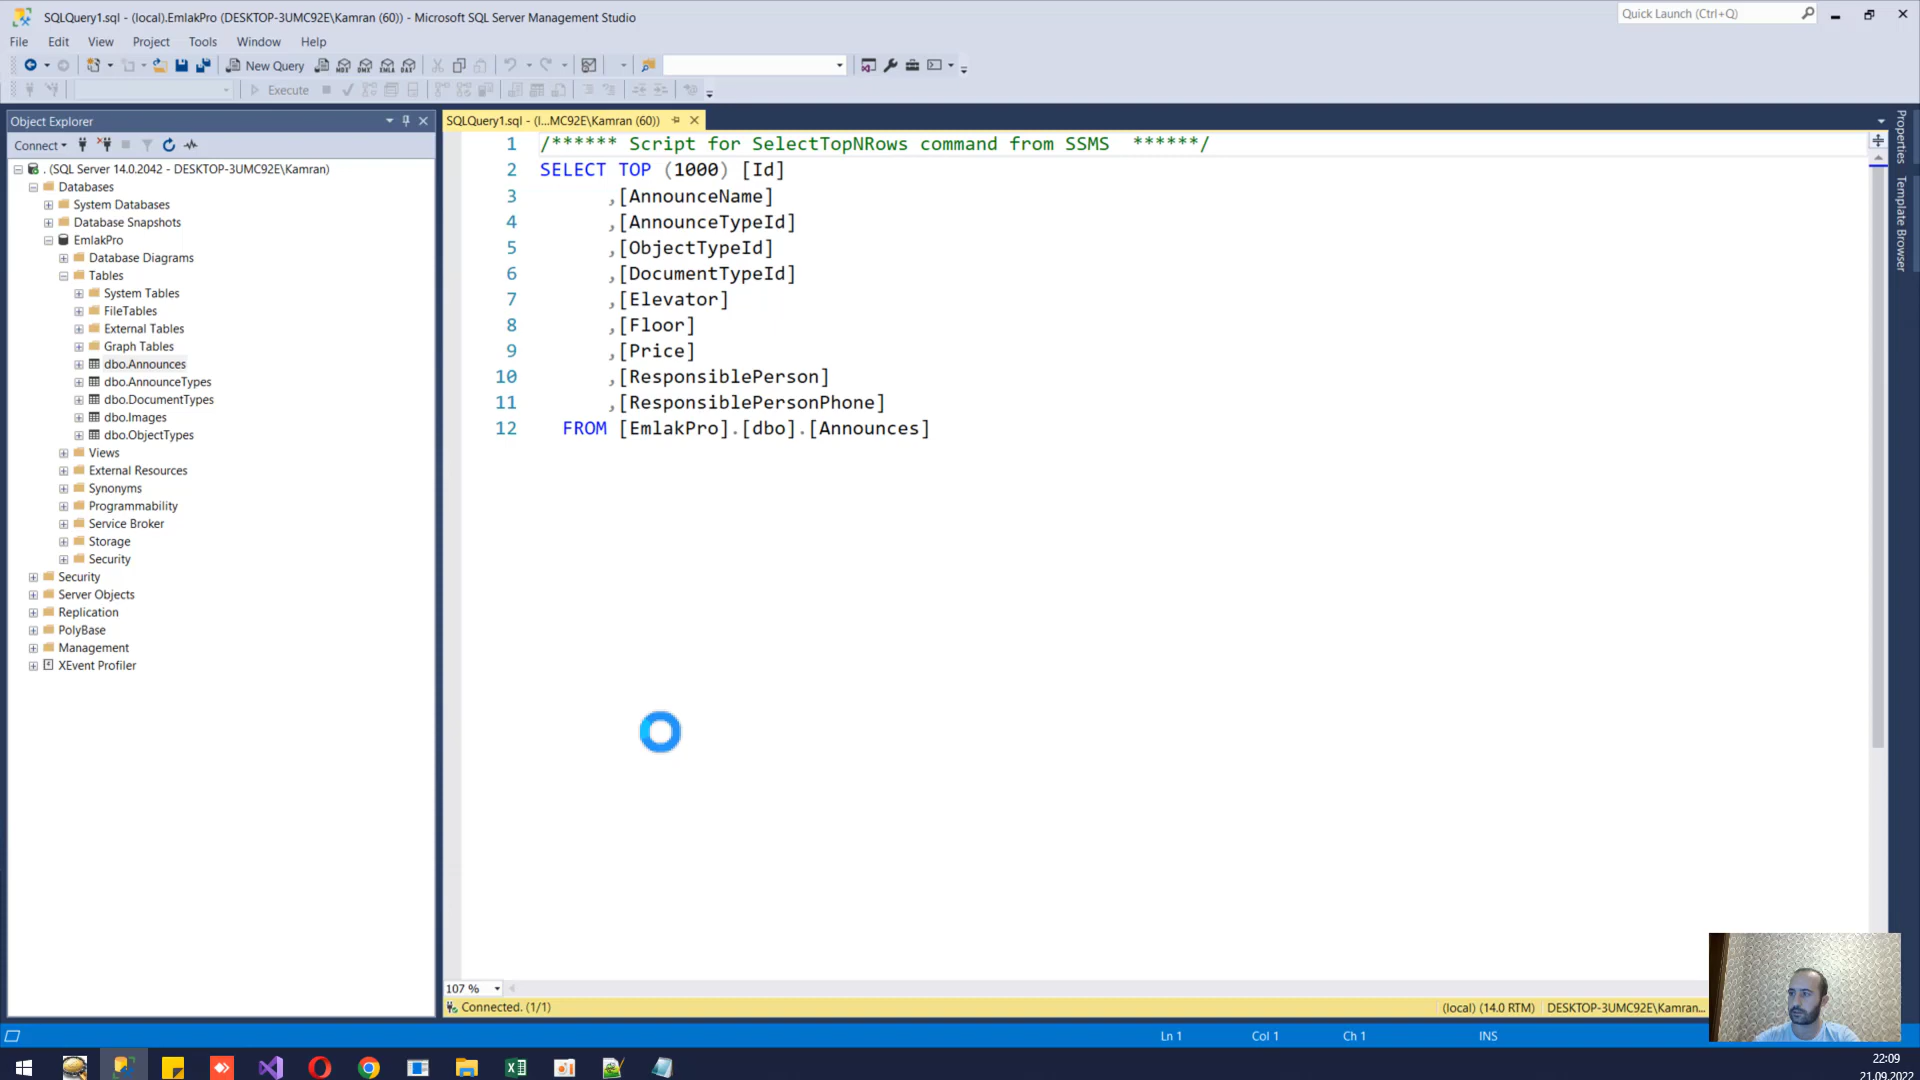 SQLQuery1.sql - (local).EmlakPro (DESKTOP-3UMC92E\Kamran (60)) - Microsoft SQL Server Management Studio
Quick Launch (Ctrl+Q)
File Edit View Project Tools Window Help
New Query
Execute
Object Explorer
Connect
. (SQL Server 14.0.2042 - DESKTOP-3UMC92E\Kamran)
Databases
System Databases
Database Snapshots
EmlakPro
Database Diagrams
Tables
System Tables
FileTables
External Tables
Graph Tables
dbo.Announces
dbo.AnnounceTypes
dbo.DocumentTypes
dbo.Images
dbo.ObjectTypes
Views
External Resources
Synonyms
Programmability
Service Broker
Storage
Security
Security
Server Objects
Replication
PolyBase
Management
XEvent Profiler
SQLQuery1.sql - (l...MC92E\Kamran (60))
1 /****** Script for SelectTopNRows command from SSMS ******/
2 SELECT TOP (1000) [Id]
3 ,[AnnounceName]
4 ,[AnnounceTypeId]
5 ,[ObjectTypeId]
6 ,[DocumentTypeId]
7 ,[Elevator]
8 ,[Floor]
9 ,[Price]
10 ,[ResponsiblePerson]
11 ,[ResponsiblePersonPhone]
12 FROM [EmlakPro].[dbo].[Announces]
107 %
Connected. (1/1)
(local) (14.0 RTM) DESKTOP-3UMC92E\Kamran...
Ln 1 Col 1 Ch 1 INS
Properties
Template Browser
22:09
21.09.2022